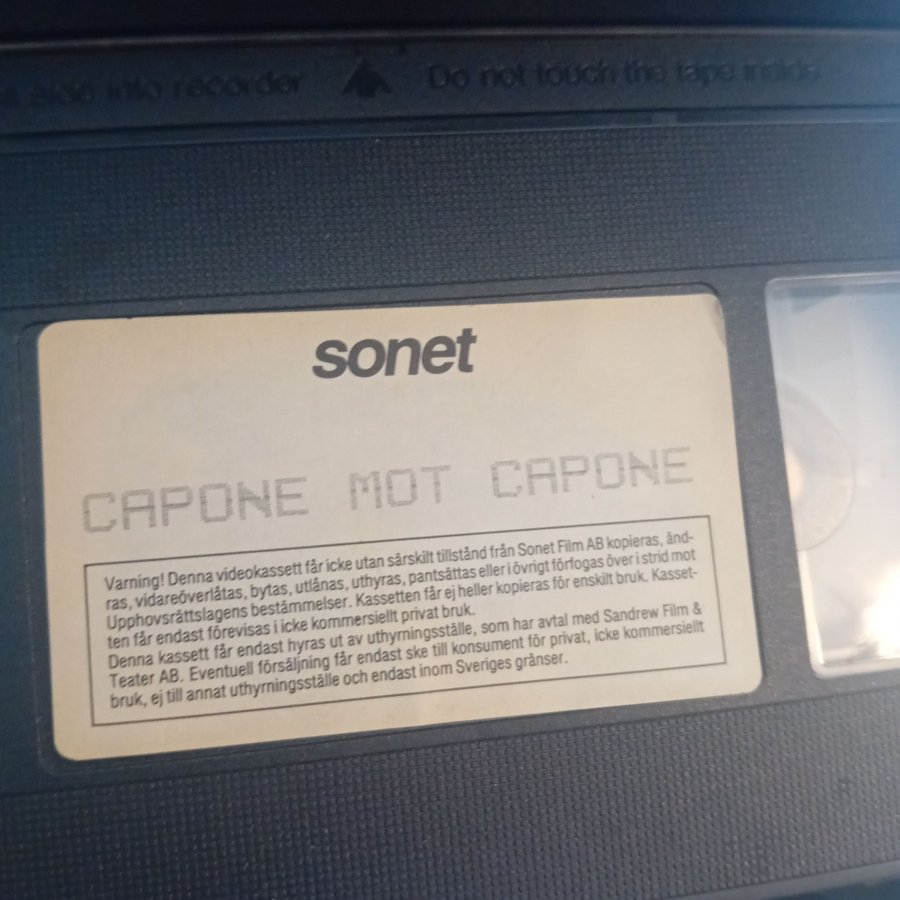 side into recorder Do not touch the tape inside
sonet
CAPONE MOT CAPONE
Varning! Denna videokassett får icke utan särskilt tillstånd från Sonet Film AB kopieras, änd-
ras, vidareöverlåtas, bytas, utlånas, uthyras, pantsättas eller i övrigt förfogas över i strid mot
Upphovsrättslagens bestämmelser. Kassetten får ej heller kopieras för enskilt bruk. Kasset-
ten får endast förevisas i icke kommersiellt privat bruk.
Denna kassett får endast hyras ut av uthyrningsställe, som har avtal med Sandrew Film &
Teater AB. Eventuell försäljning får endast ske till konsument för privat, icke kommersiellt
bruk, ej till annat uthyrningsställe och endast inom Sveriges gränser.